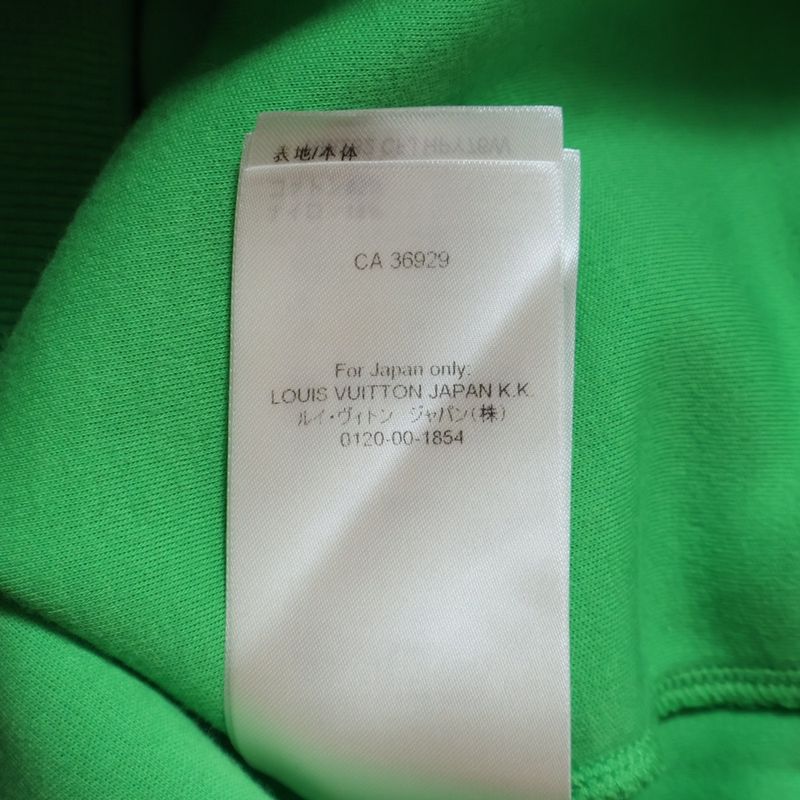 表地/本体
CA 36929
For Japan only:
LOUIS VUITTON JAPAN K.K.
ルイ・ヴィトン ジャパン(株)
0120-00-1854